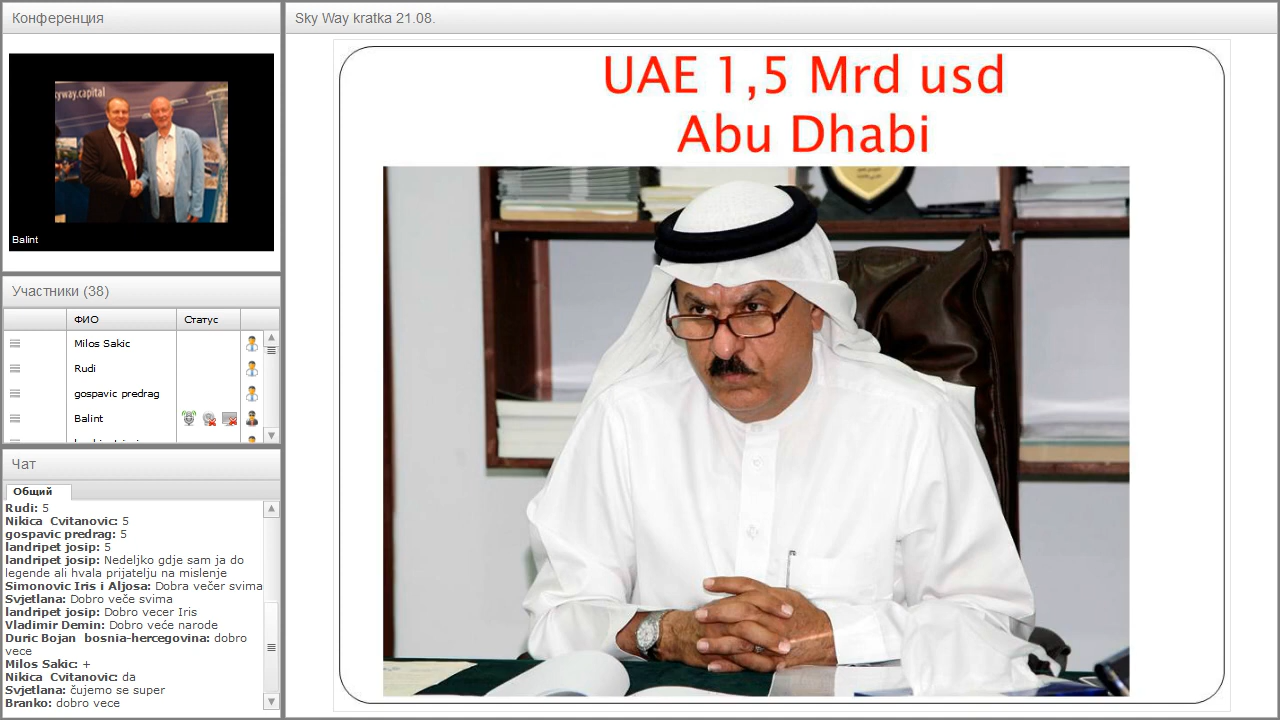 Конференция
Sky Way kratka 21.08.
yway.capital
Balint
UAE 1,5 Mrd usd
Abu Dhabi
Участники (38)
ФИО
Статус
Milos Sakic
Rudi
gospavic predrag
Balint
Чат
Общий
Rudi: 5
Nikica Cvitanovic: 5
gospavic predrag: 5
landripet josip: 5
landripet josip: Nedeljko gdje sam ja do
legende ali hvala prijatelju na mislenje
Simonovic Iris i Aljosa: Dobra večer svima
Svjetlana: Dobro veče svima
landripet josip: Dobro vecer Iris
Vladimir Demin: Dobro veće narode
Duric Bojan bosnia-hercegovina: dobro
vece
Milos Sakic: +
Nikica Cvitanovic: da
Svjetlana: čujemo se super
Branko: dobro vece